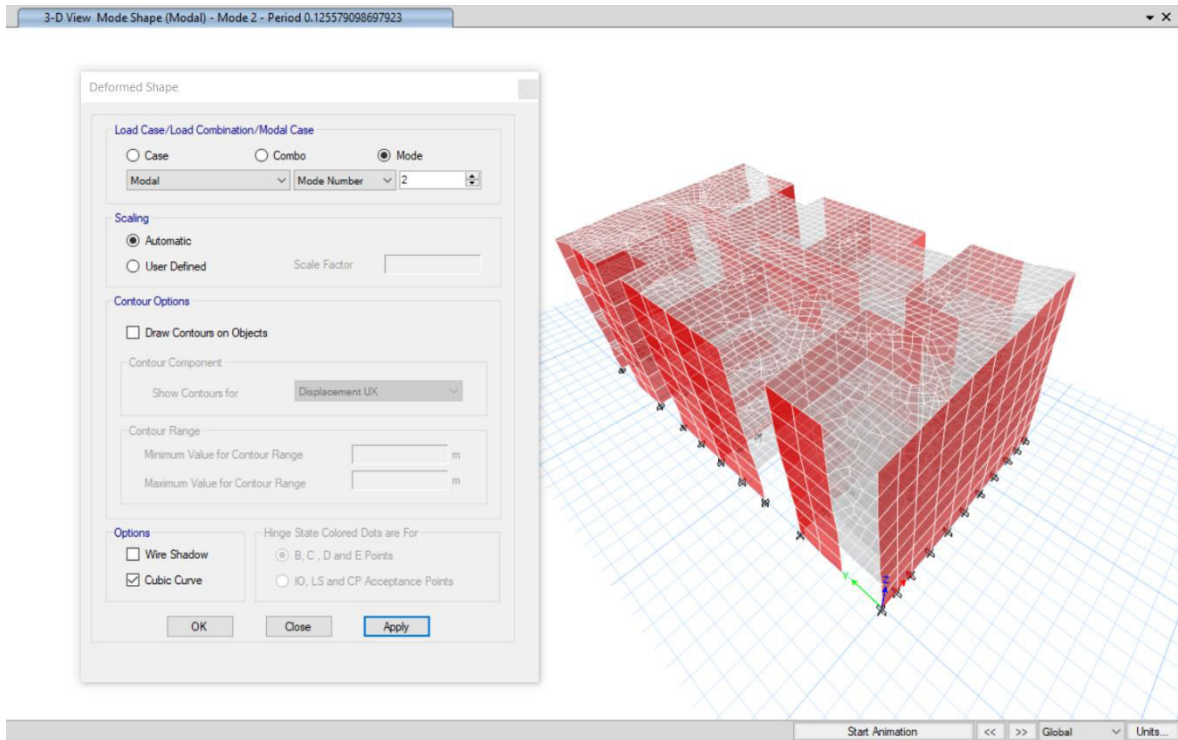 3-D View Mode Shape (Modal) - Mode 2 - Period 0.125579098697923
Deformed Shape
Load Case/Load Combination/Modal Case
Case Combo Mode
Modal Mode Number 2
Scaling
Automatic
User Defined Scale Factor
Contour Options
Draw Contours on Objects
Contour Component
Show Contours for Displacement UX
Contour Range
Minimum Value for Contour Range m
Maximum Value for Contour Range m
Options
Wire Shadow
Cubic Curve
Hinge State Colored Dots are For
B, C , D and E Points
IO, LS and CP Acceptance Points
OK Close Apply
Y Z
Start Animation << >> Global Units...